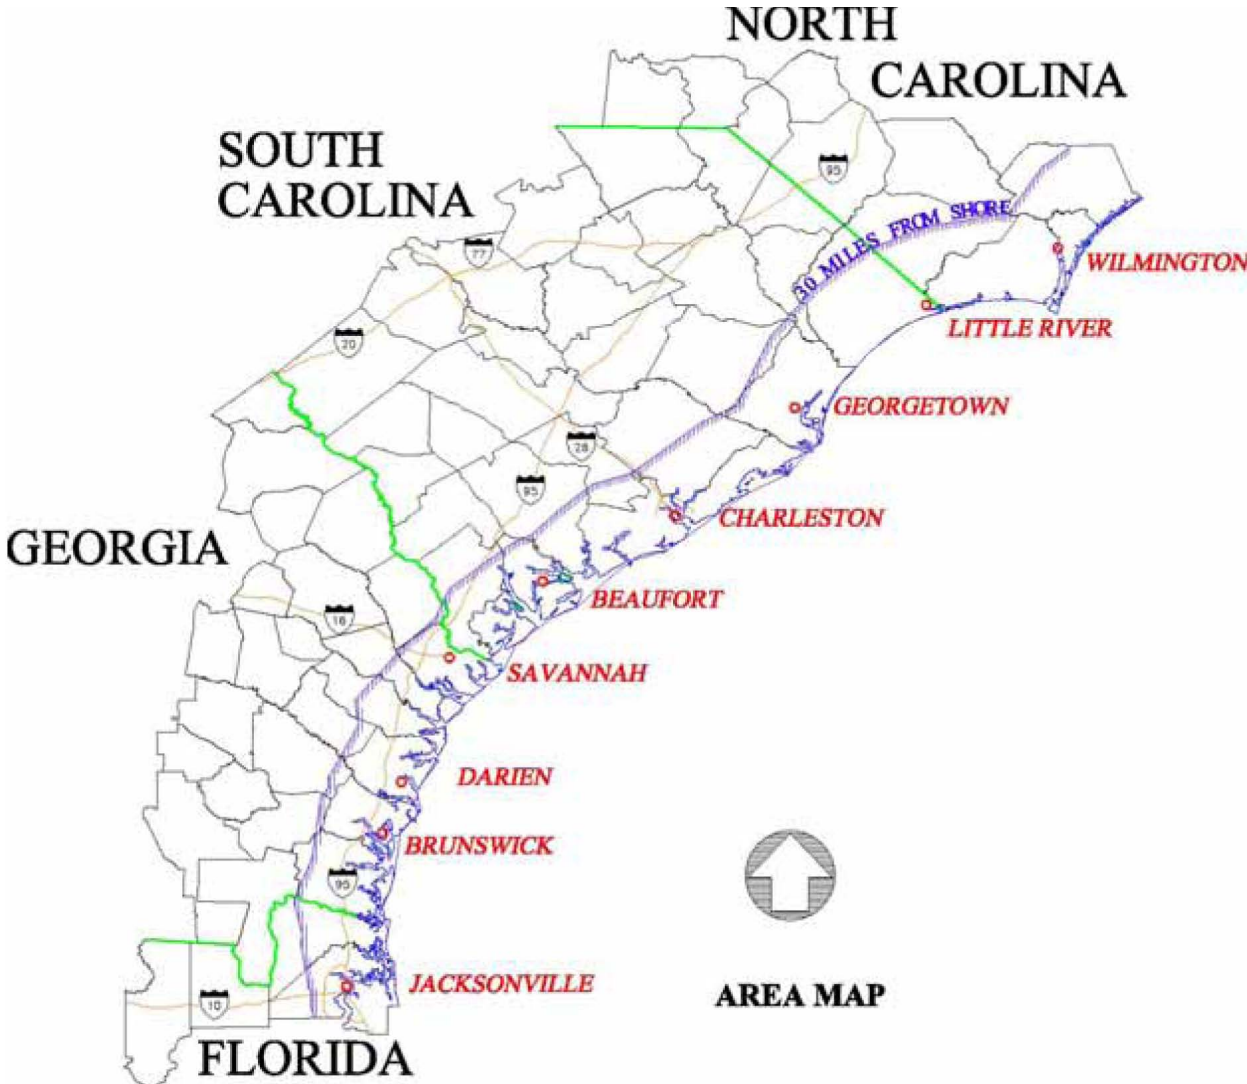 NORTH
CAROLINA
SOUTH
CAROLINA
95
77
30 MILES FROM SHORE
WILMINGTON
LITTLE RIVER
20
GEORGETOWN
28
95
CHARLESTON
GEORGIA
BEAUFORT
16
SAVANNAH
DARIEN
BRUNSWICK
95
JACKSONVILLE
AREA MAP
10
FLORIDA